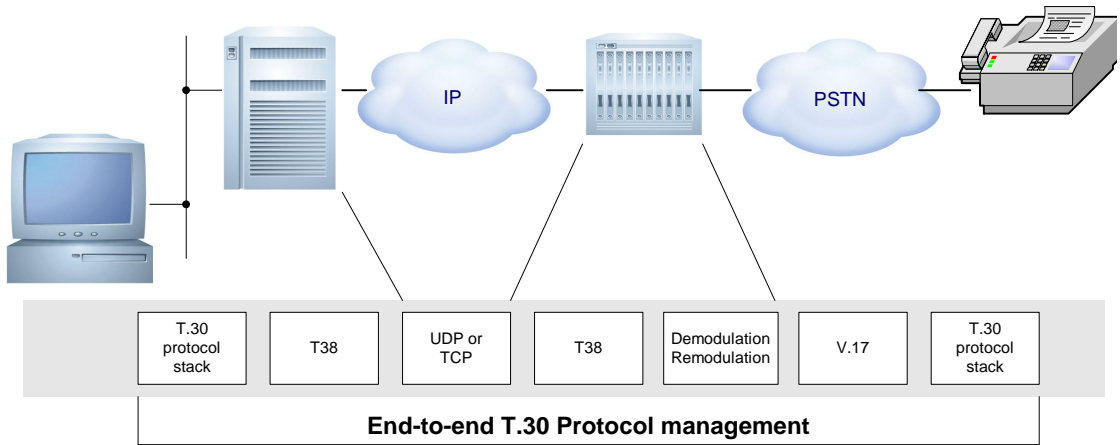 IP
PSTN
T.30
protocol
stack
T38
UDP or
TCP
T38
Demodulation
Remodulation
V.17
T.30
protocol
stack
End-to-end T.30 Protocol management